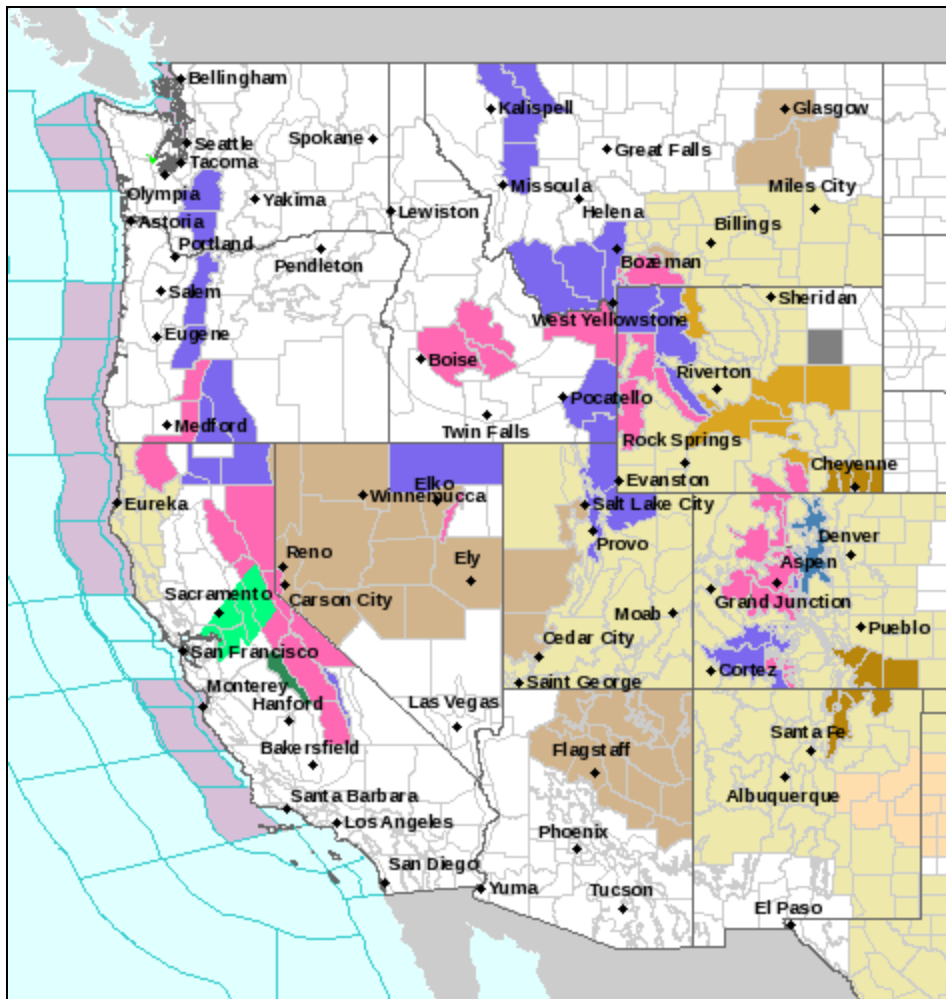 Bellingham
Kalispell
Glasgow
Seattle
Spokane
Great Falls
Tacoma
Olympia
Missoula
Miles City
Yakima
Helena
Lewiston
Astoria
Billings
Portland
Pendleton
Bozeman
Salem
Sheridan
West Yellowstone
Eugene
Boise
Riverton
Pocatello
Medford
Twin Falls
Rock Springs
Cheyenne
Elko
Evanston
Winnemucca
Eureka
Salt Lake City
Denver
Provo
Reno
Ely
Aspen
Sacramento
Carson City
Grand Junction
Moab
Pueblo
Cedar City
San Francisco
Cortez
Saint George
Monterey
Las Vegas
Hanford
Santa Fe
Bakersfield
Flagstaff
Albuquerque
Santa Barbara
Los Angeles
Phoenix
San Diego
Yuma
Tucson
El Paso